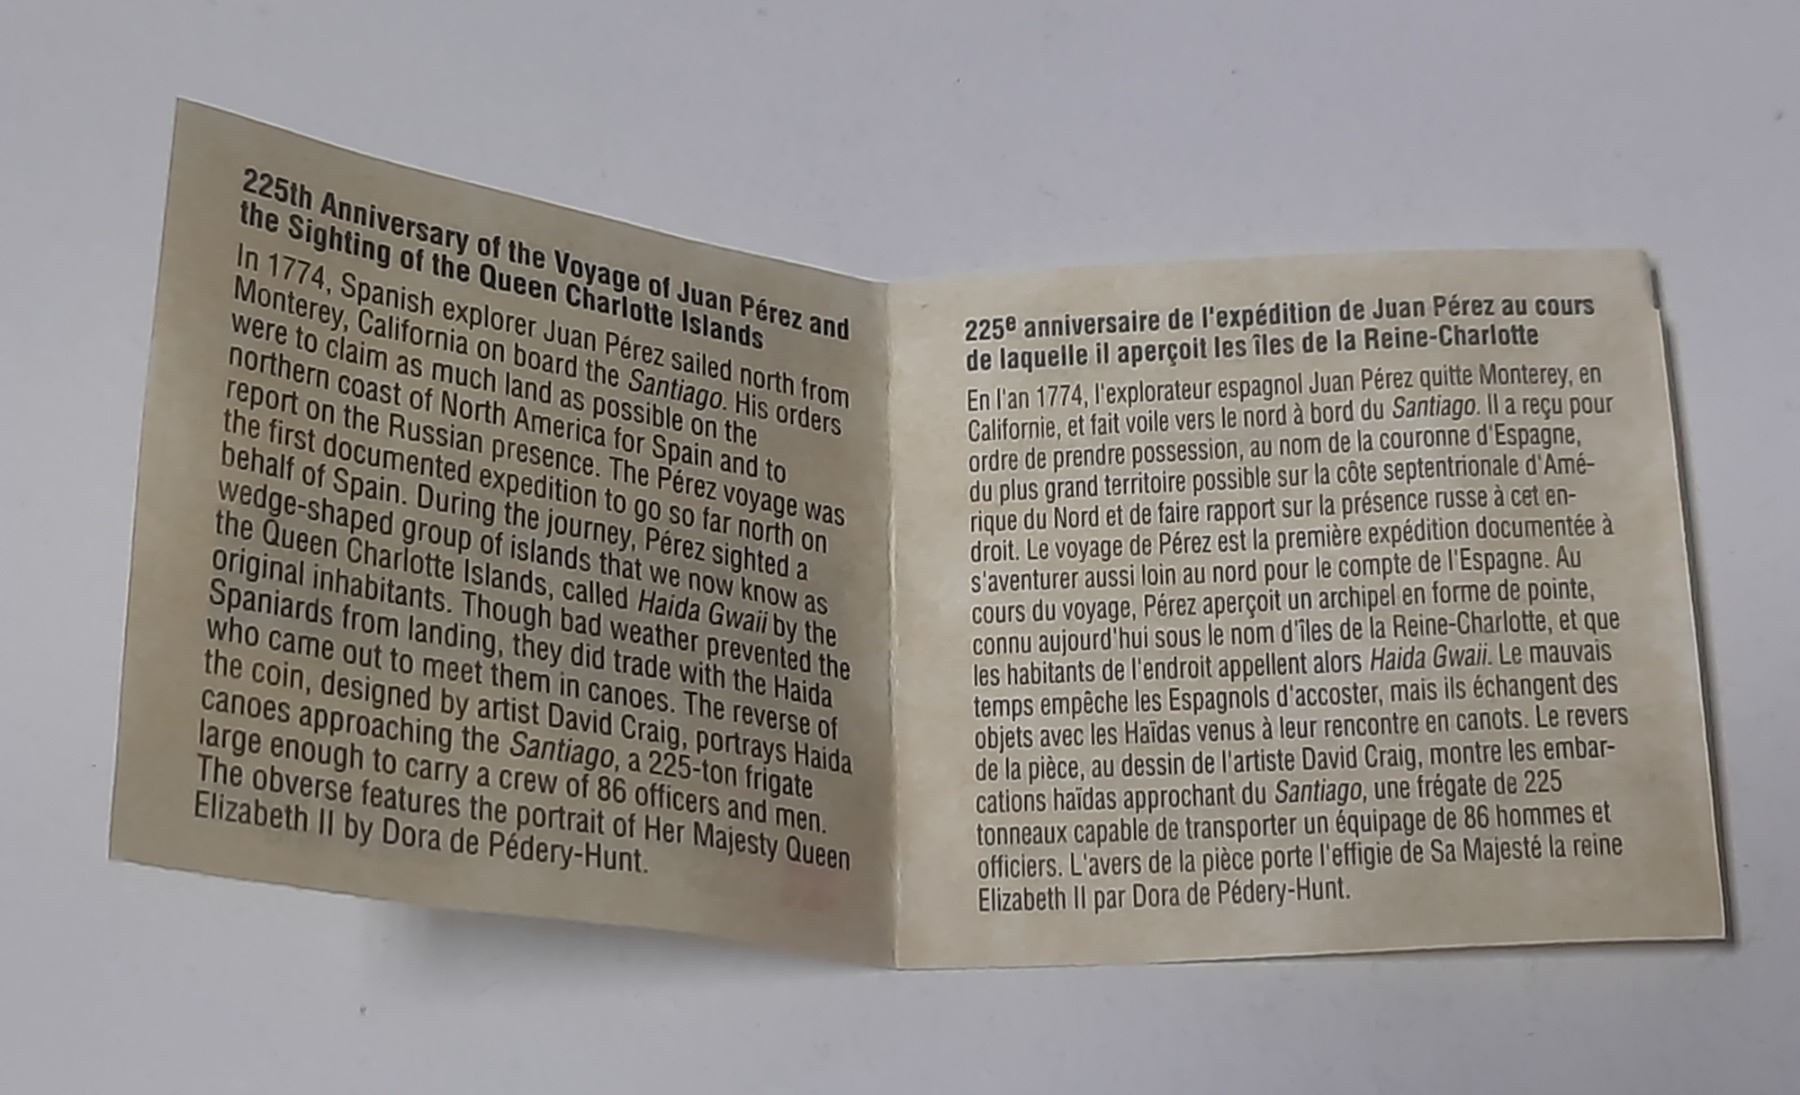 225th Anniversary of the Voyage of Juan Pérez and
the Sighting of the Queen Charlotte Islands
In 1774, Spanish explorer Juan Pérez sailed north from
Monterey, California on board the Santiago. His orders
were to claim as much land as possible on the
northern coast of North America for Spain and to
report on the Russian presence. The Pérez voyage was
the first documented expedition to go so far north on
behalf of Spain. During the journey, Pérez sighted a
wedge-shaped group of islands that we now know as
the Queen Charlotte Islands, called Haida Gwaii by the
original inhabitants. Though bad weather prevented the
Spaniards from landing, they did trade with the Haida
who came out to meet them in canoes. The reverse of
the coin, designed by artist David Craig, portrays Haida
canoes approaching the Santiago, a 225-ton frigate
large enough to carry a crew of 86 officers and men.
The obverse features the portrait of Her Majesty Queen
Elizabeth II by Dora de Pédery-Hunt.
225e anniversaire de l'expédition de Juan Pérez au cours
de laquelle il aperçoit les îles de la Reine-Charlotte
En l'an 1774, l'explorateur espagnol Juan Pérez quitte Monterey, en
Californie, et fait voile vers le nord à bord du Santiago. Il a reçu pour
ordre de prendre possession, au nom de la couronne d'Espagne,
du plus grand territoire possible sur la côte septentrionale d'Amé-
rique du Nord et de faire rapport sur la présence russe à cet en-
droit. Le voyage de Pérez est la première expédition documentée à
s'aventurer aussi loin au nord pour le compte de l'Espagne. Au
cours du voyage, Pérez aperçoit un archipel en forme de pointe,
connu aujourd'hui sous le nom d'îles de la Reine-Charlotte, et que
les habitants de l'endroit appellent alors Haida Gwaii. Le mauvais
temps empêche les Espagnols d'accoster, mais ils échangent des
objets avec les Haïdas venus à leur rencontre en canots. Le revers
de la pièce, au dessin de l'artiste David Craig, montre les embar-
cations haïdas approchant du Santiago, une frégate de 225
tonneaux capable de transporter un équipage de 86 hommes et
officiers. L'avers de la pièce porte l'effigie de Sa Majesté la reine
Elizabeth II par Dora de Pédery-Hunt.